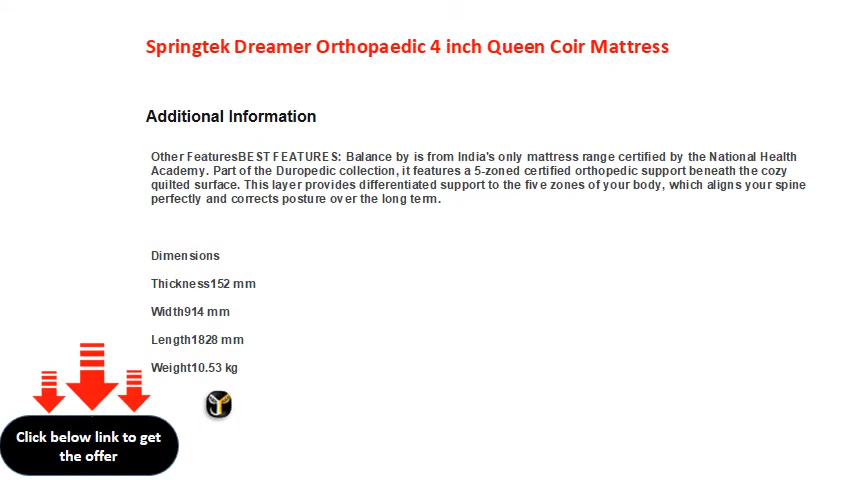 Springtek Dreamer Orthopaedic 4 inch Queen Coir Mattress
Additional Information
Other FeaturesBEST FEATURES: Balance by is from India's only mattress range certified by the National Health
Academy. Part of the Duropedic collection, it features a 5-zoned certified orthopedic support beneath the cozy
quilted surface. This layer provides differentiated support to the five zones of your body, which aligns your spine
perfectly and corrects posture over the long term.
Dimensions
Thickness152 mm
Width914 mm
Length1828 mm
Weight10.53 kg
Click below link to get
the offer